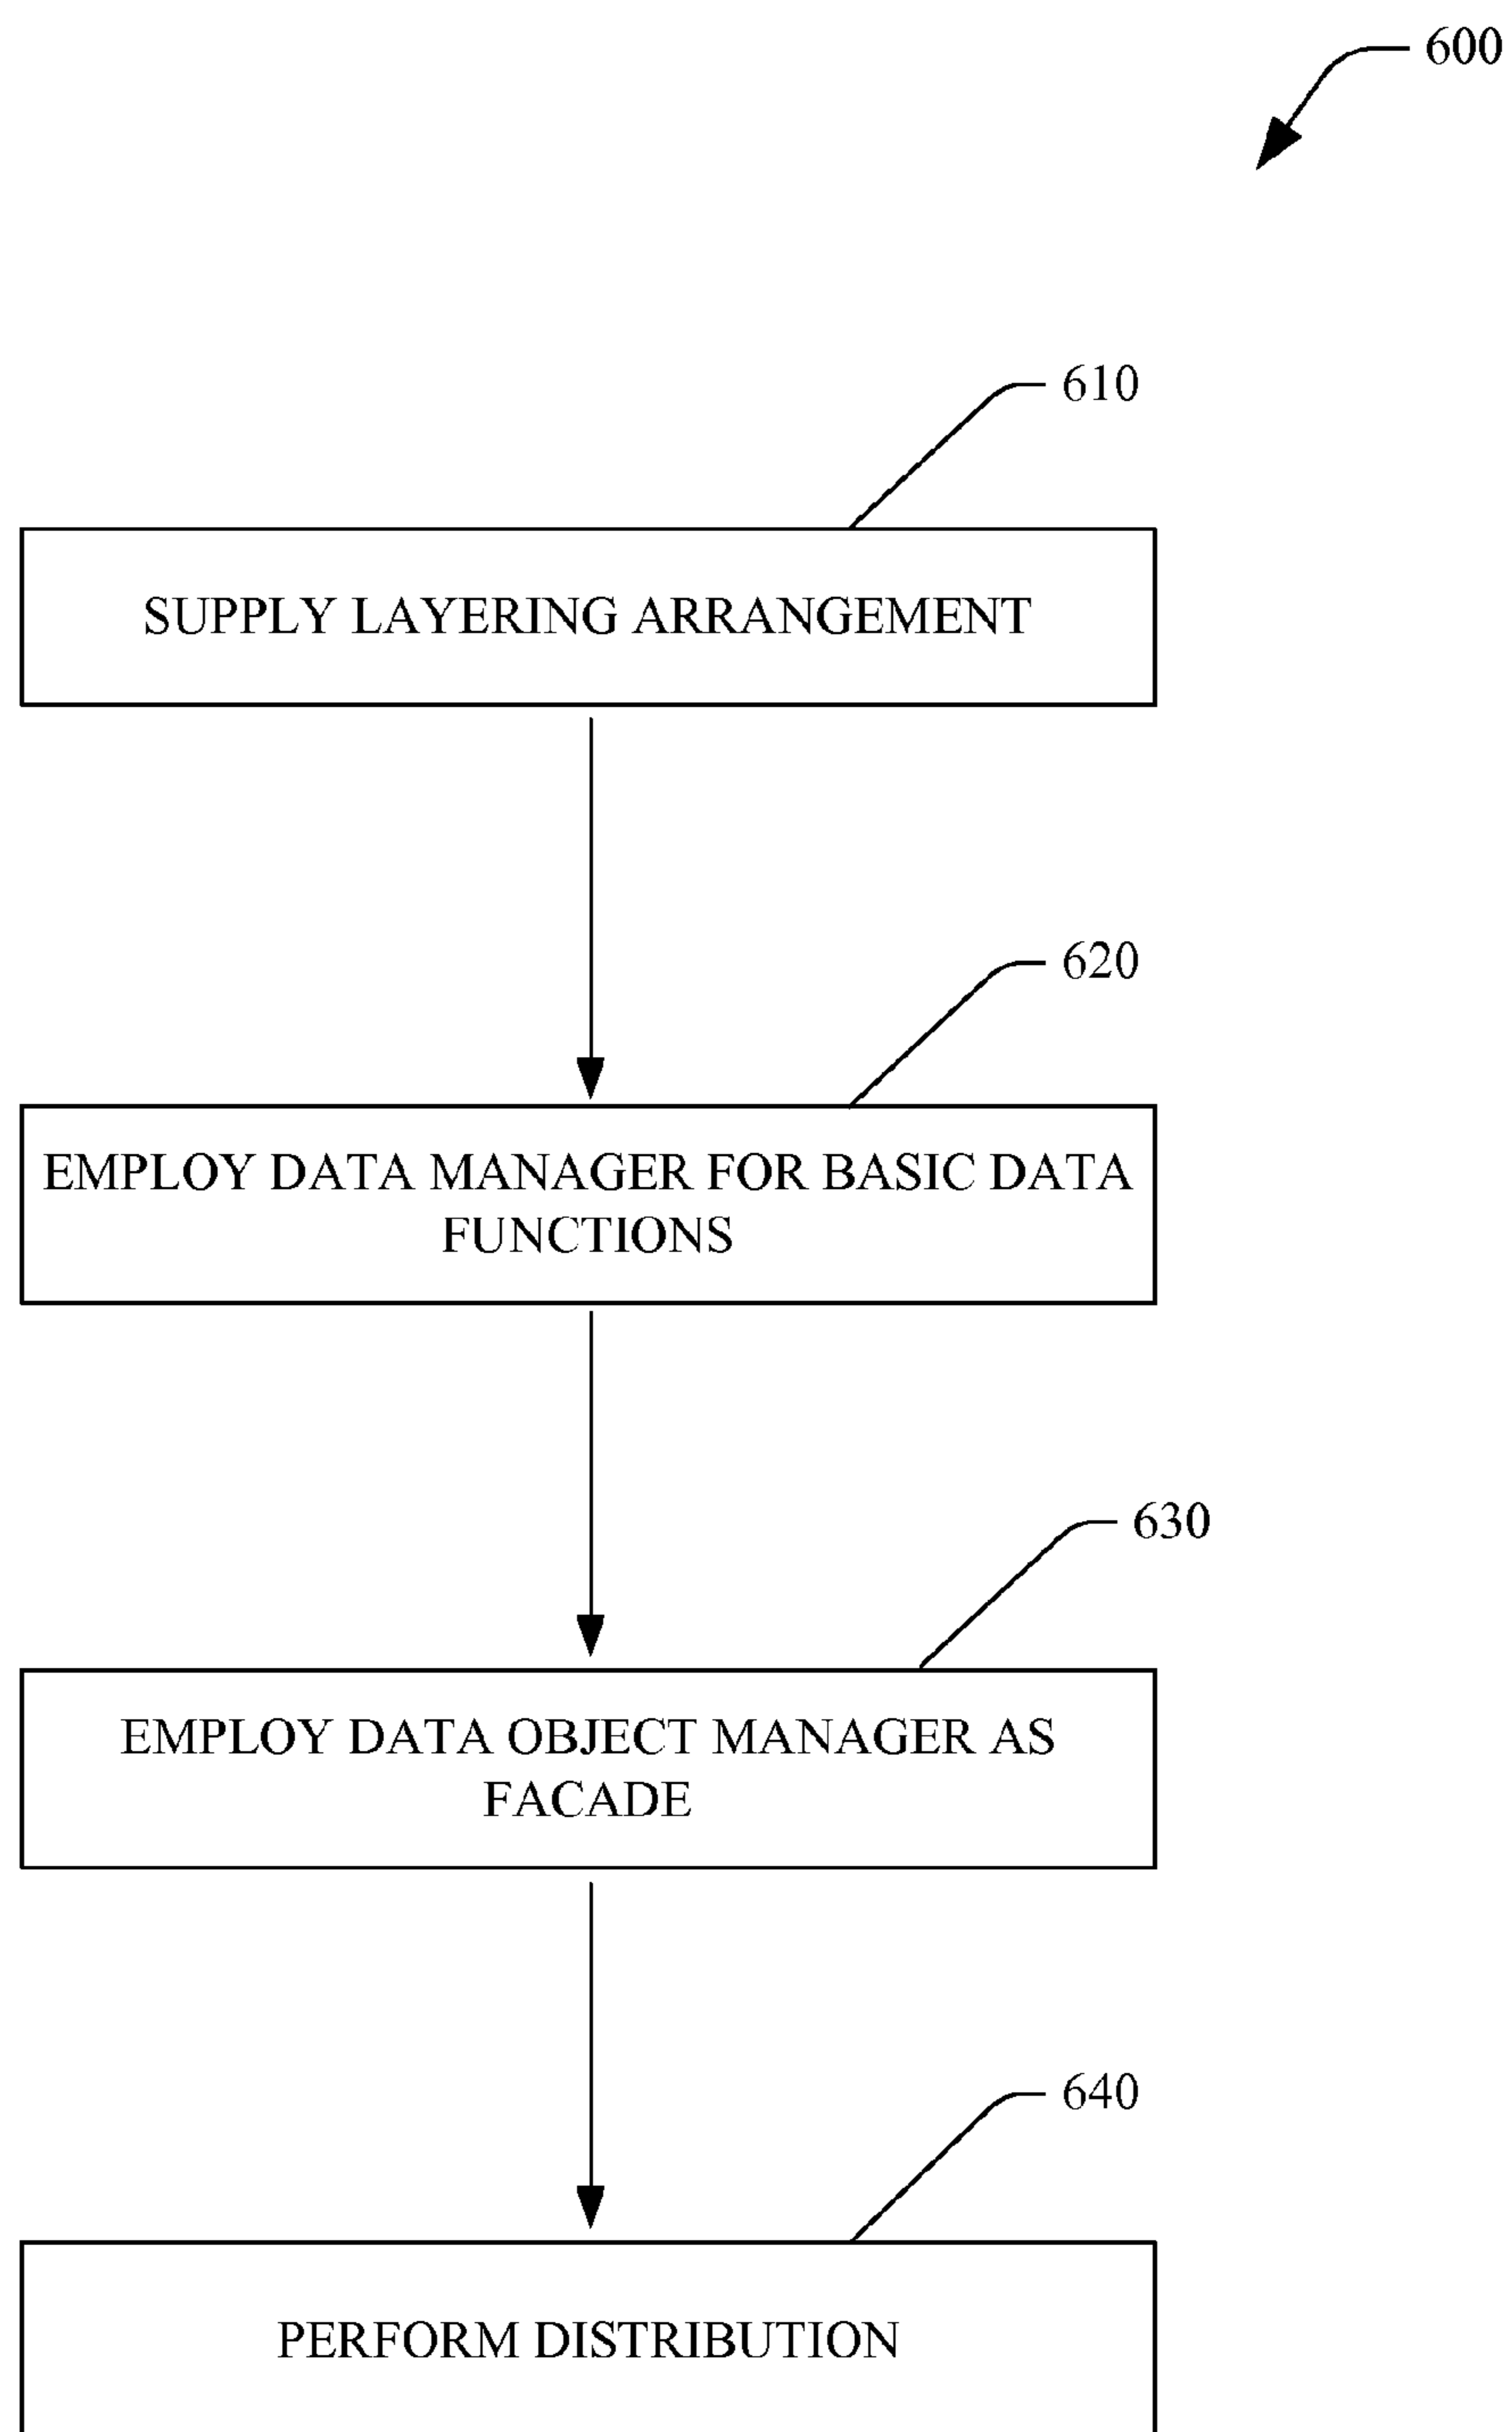 600
610
SUPPLY LAYERING ARRANGEMENT
620
EMPLOY DATA MANAGER FOR BASIC DATA
FUNCTIONS
630
EMPLOY DATA OBJECT MANAGER AS
FACADE
640
PERFORM DISTRIBUTION